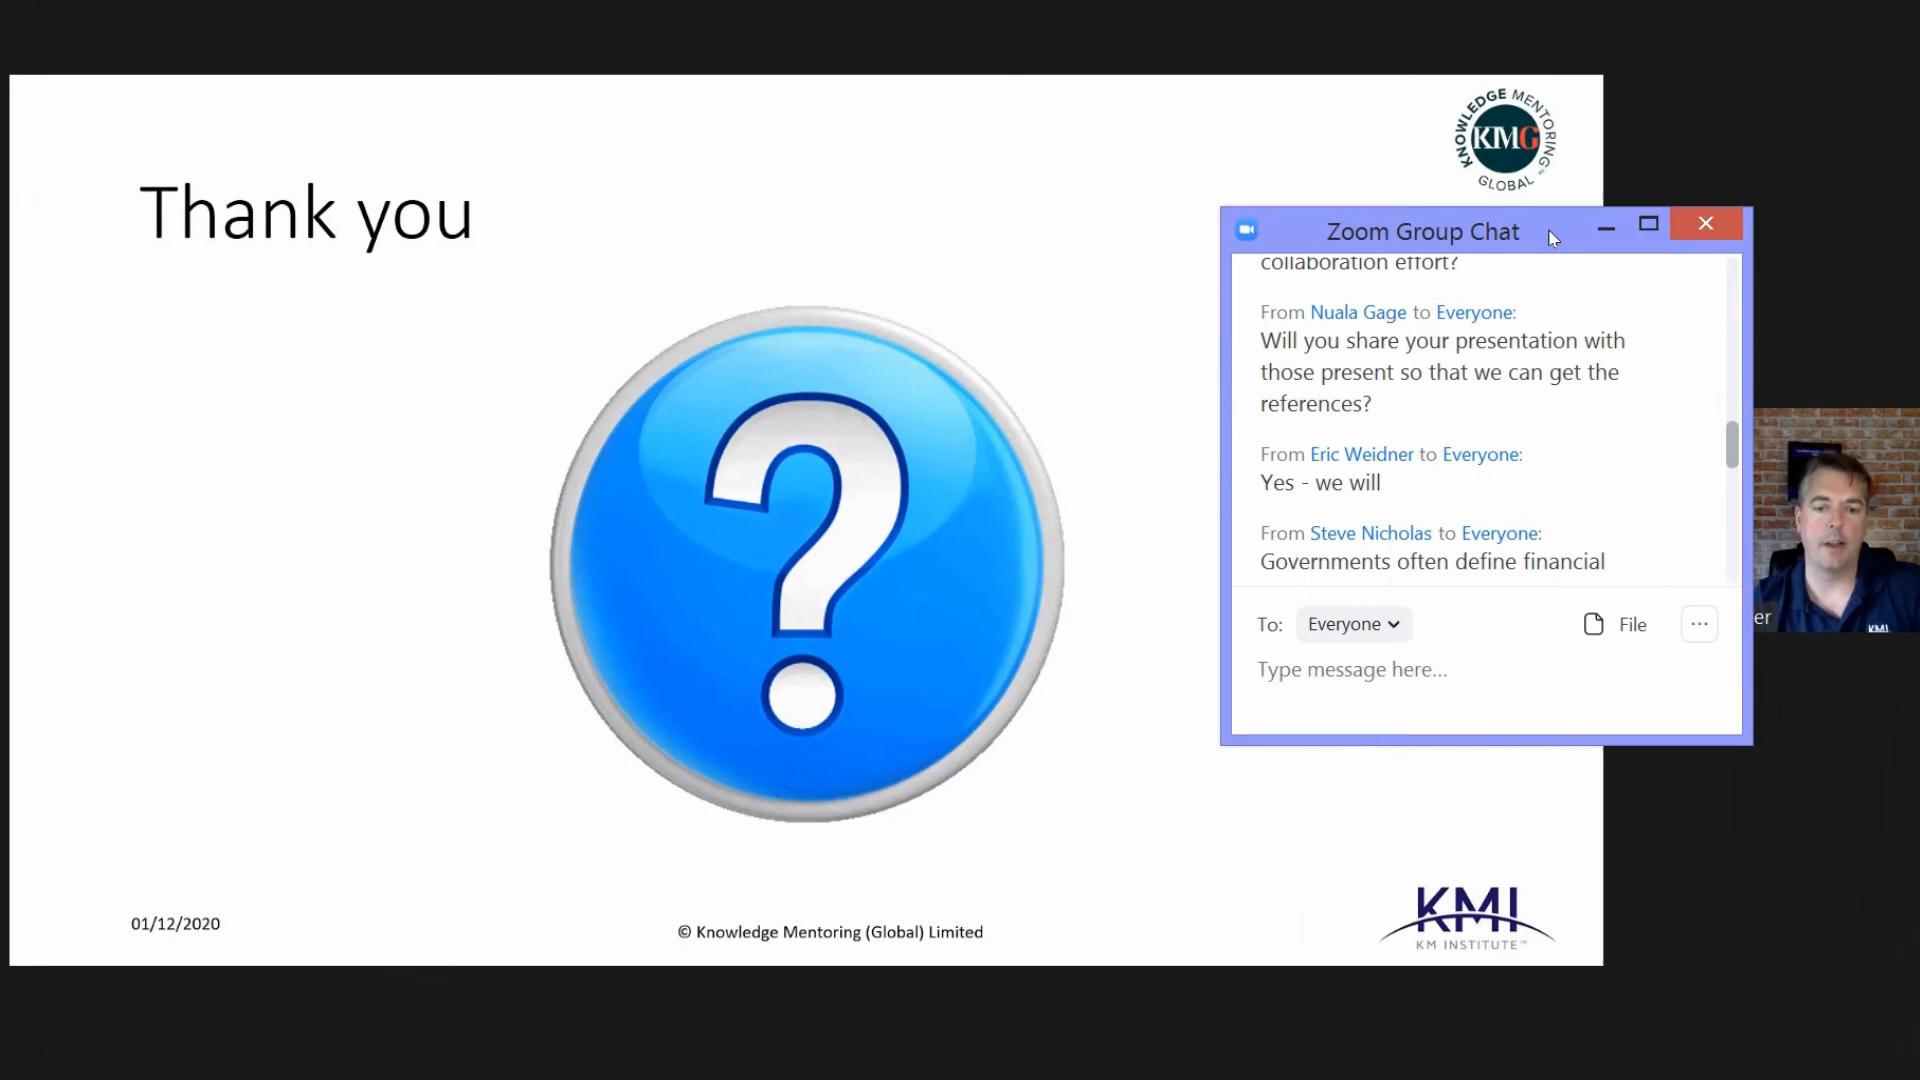 KNOWLEDGE MENTORING
KMG
GLOBAL
Thank you
Zoom Group Chat
collaboration effort?
From Nuala Gage to Everyone:
Will you share your presentation with
those present so that we can get the
references?
From Eric Weidner to Everyone:
Yes - we will
From Steve Nicholas to Everyone:
Governments often define financial
To: Everyone
File
Type message here...
er
KMI
01/12/2020
© Knowledge Mentoring (Global) Limited
KMI
KM INSTITUTE™